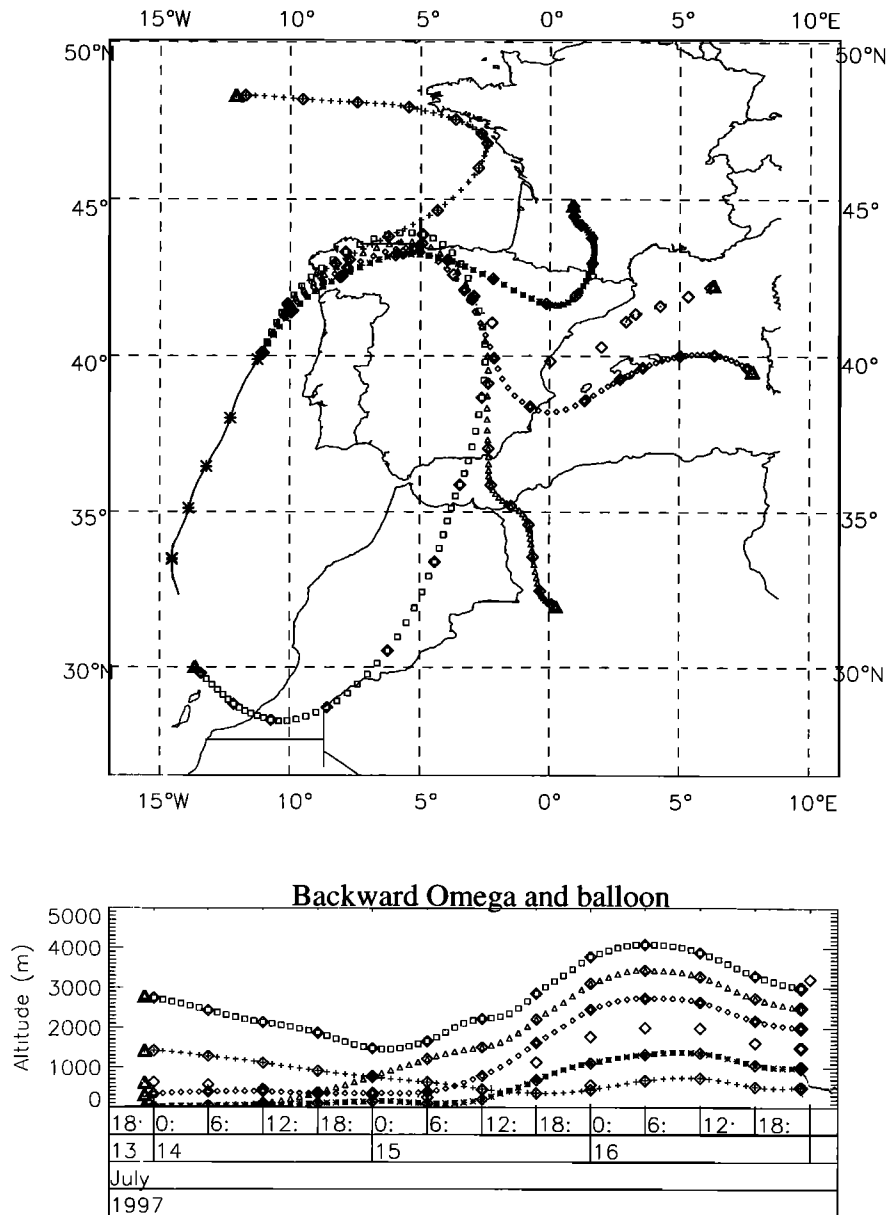 15°W 10° 5° 0° 5° 10°E
50°N 50°N
45° 45°
40° 40°
35° 35°
30°N 30°N
15°W 10° 5° 0° 5° 10°E
Backward Omega and balloon
5000
4000
3000
2000
1000
0
Altitude (m)
18: 0: 6: 12: 18: 0: 6: 12: 18: 0: 6: 12: 18:
13 14 15 16
July
1997